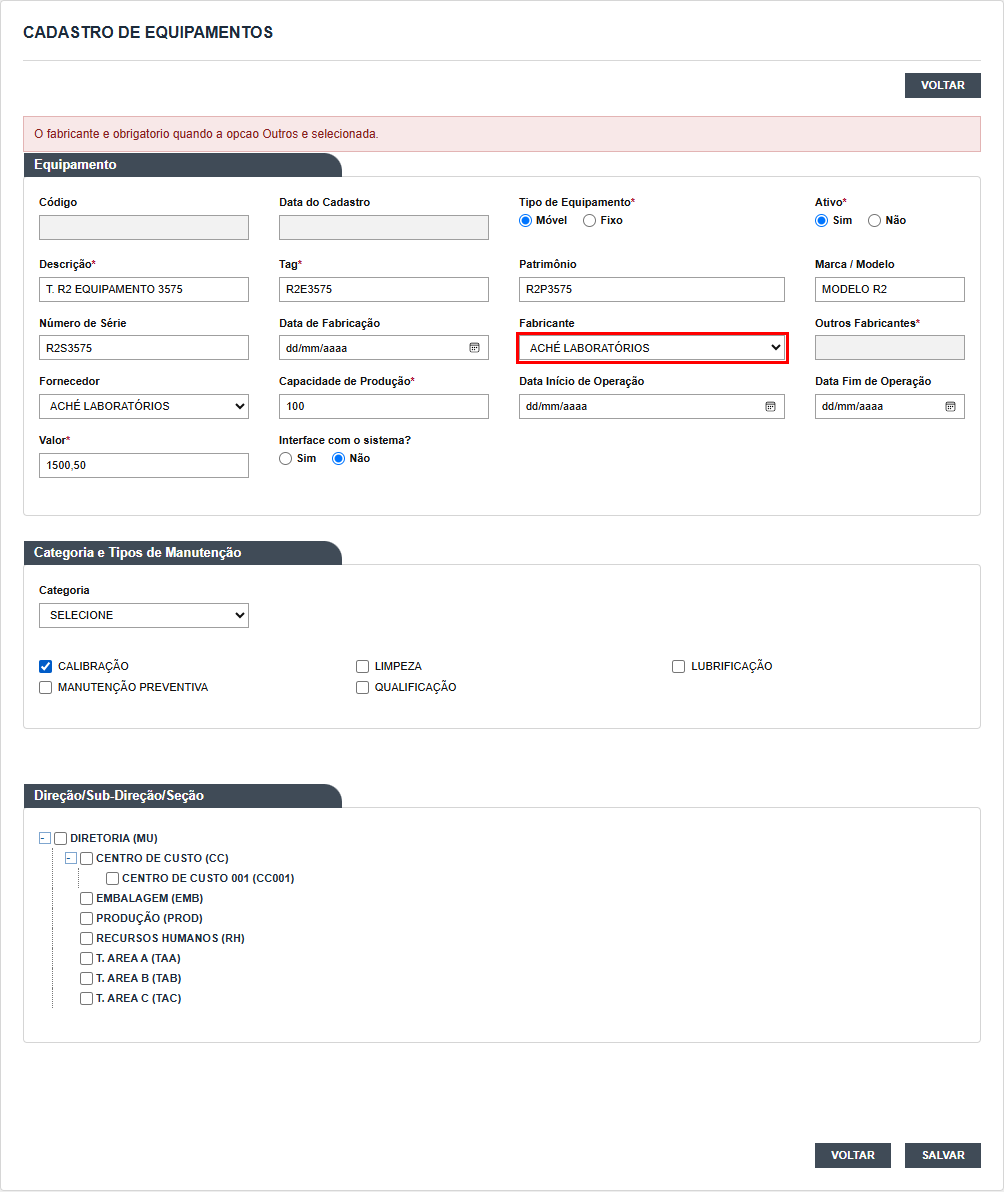 CADASTRO DE EQUIPAMENTOS
VOLTAR
O fabricante e obrigatorio quando a opcao Outros e selecionada.
Equipamento
Código Data do Cadastro Tipo de Equipamento* Ativo*
Móvel Fixo Sim Não
Descrição* Tag* Patrimônio Marca / Modelo
T. R2 EQUIPAMENTO 3575 R2E3575 R2P3575 MODELO R2
Número de Série Data de Fabricação Fabricante Outros Fabricantes*
R2S3575 dd/mm/aaaa ACHÉ LABORATÓRIOS
Fornecedor Capacidade de Produção* Data Início de Operação Data Fim de Operação
ACHÉ LABORATÓRIOS 100 dd/mm/aaaa dd/mm/aaaa
Valor* Interface com o sistema?
1500,50 Sim Não
Categoria e Tipos de Manutenção
Categoria
SELECIONE
CALIBRAÇÃO LIMPEZA LUBRIFICAÇÃO
MANUTENÇÃO PREVENTIVA QUALIFICAÇÃO
Direção/Sub-Direção/Seção
DIRETORIA (MU)
CENTRO DE CUSTO (CC)
CENTRO DE CUSTO 001 (CC001)
EMBALAGEM (EMB)
PRODUÇÃO (PROD)
RECURSOS HUMANOS (RH)
T. AREA A (TAA)
T. AREA B (TAB)
T. AREA C (TAC)
VOLTAR SALVAR